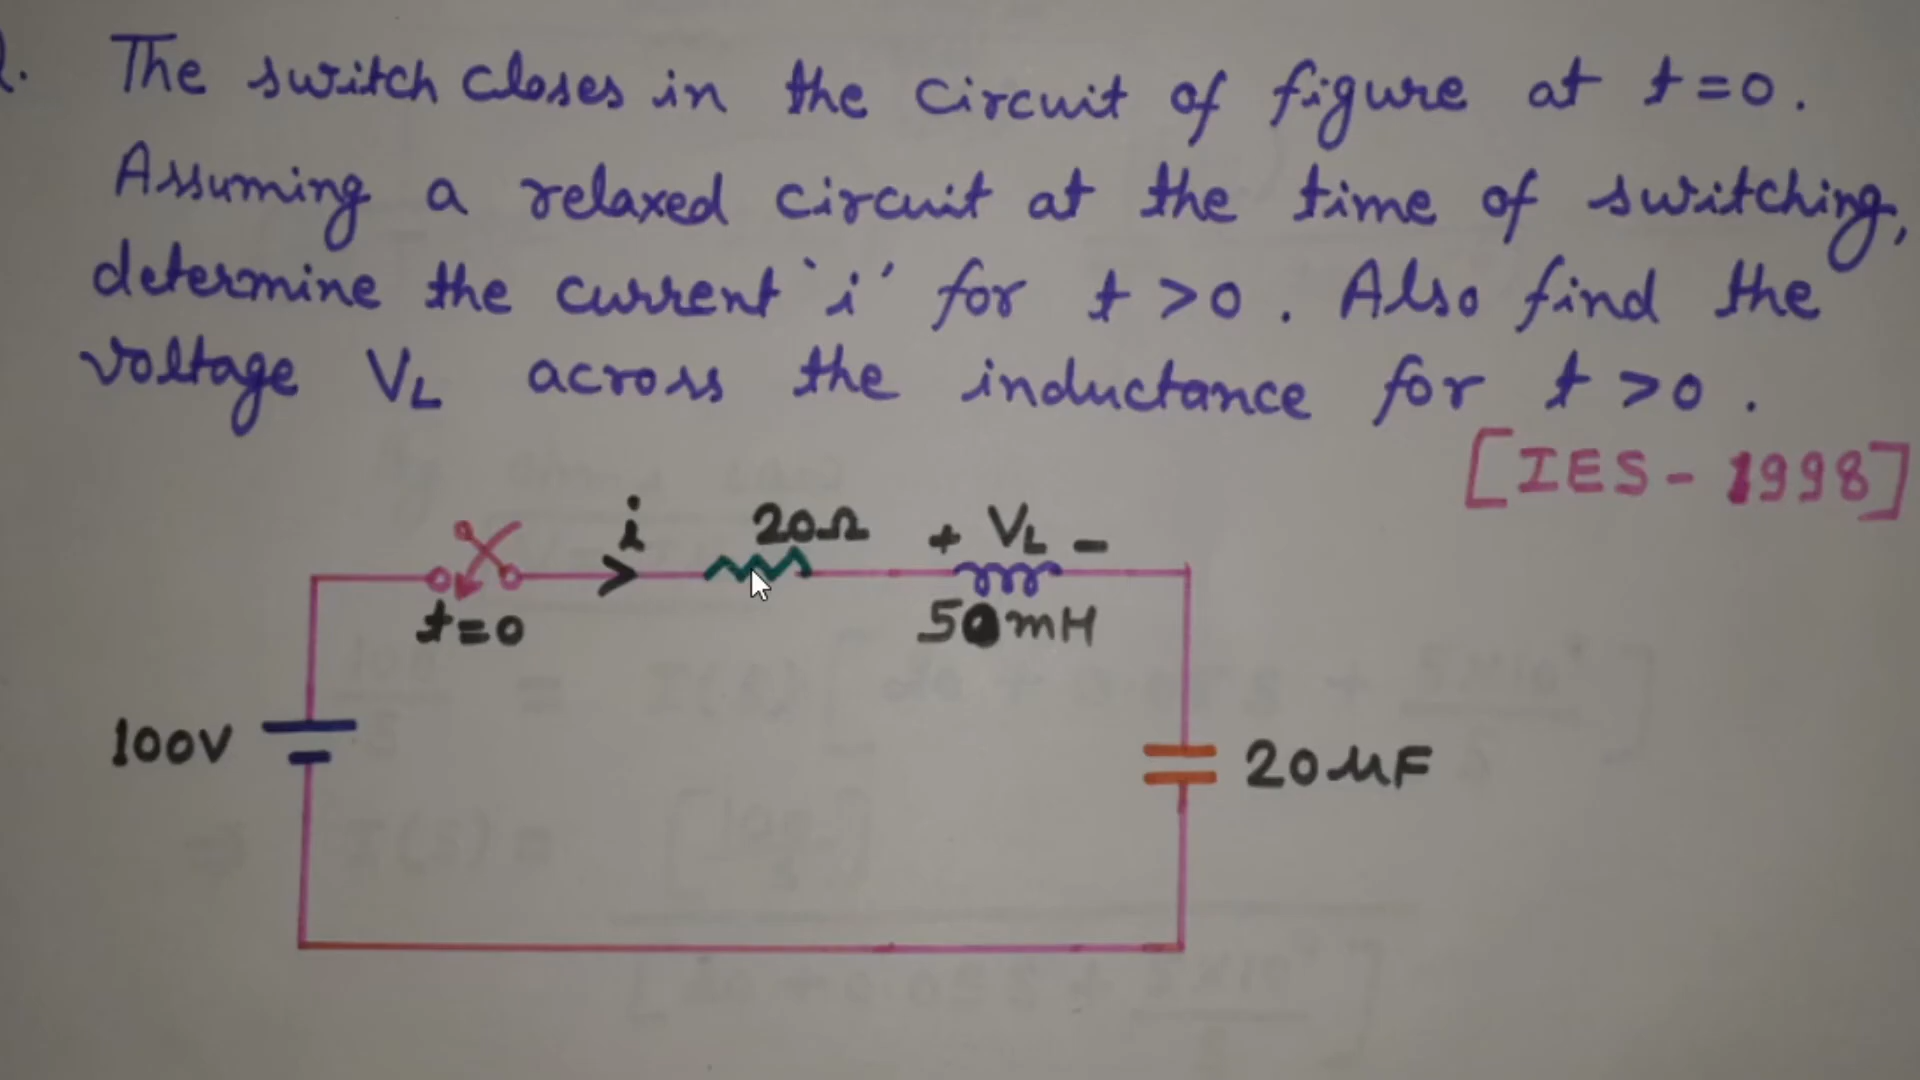 The switch closes in the circuit of figure at t=0.
Assuming a relaxed circuit at the time of switching,
determine the current 'i' for t>0. Also find the
voltage VL across the inductance for t>0.
[IES-1998]
i
20Ω
+ VL -
t=0
50mH
100V
20μF